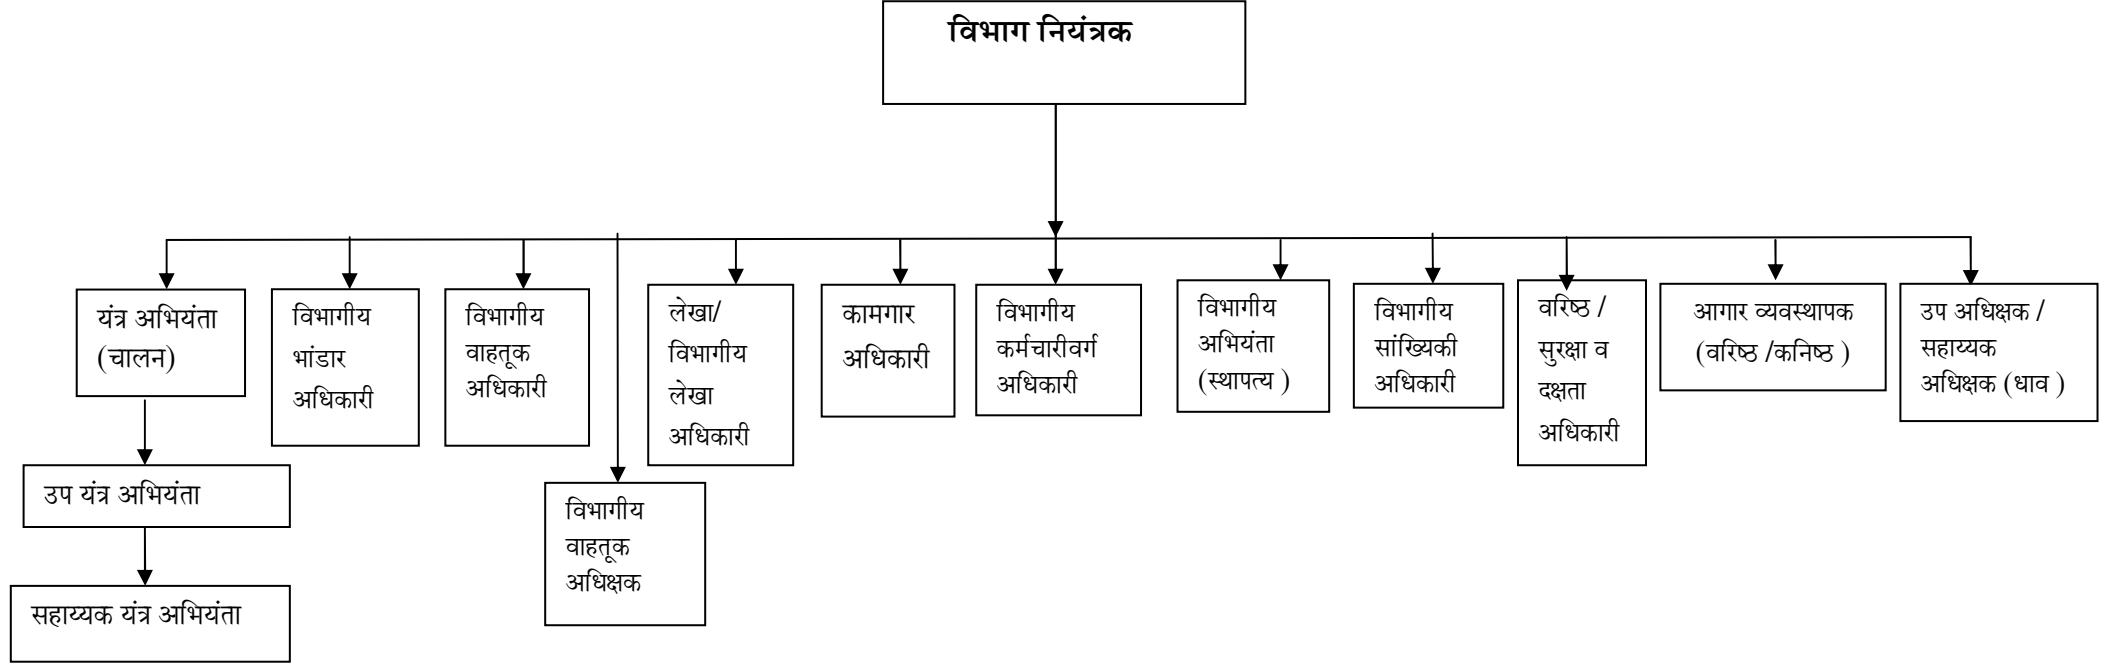 विभाग नियंत्रक
यंत्र अभियंता
(चालन)
विभागीय
भांडार
अधिकारी
विभागीय
वाहतूक
अधिकारी
लेखा/
विभागीय
लेखा
अधिकारी
कामगार
अधिकारी
विभागीय
कर्मचारीवर्ग
अधिकारी
विभागीय
अभियंता
(स्थापत्य )
विभागीय
सांख्यिकी
अधिकारी
वरिष्ठ /
सुरक्षा व
दक्षता
अधिकारी
आगार व्यवस्थापक
(वरिष्ठ /कनिष्ठ )
उप अधिक्षक /
सहाय्यक
अधिक्षक (धाव )
उप यंत्र अभियंता
विभागीय
वाहतूक
अधिक्षक
सहाय्यक यंत्र अभियंता